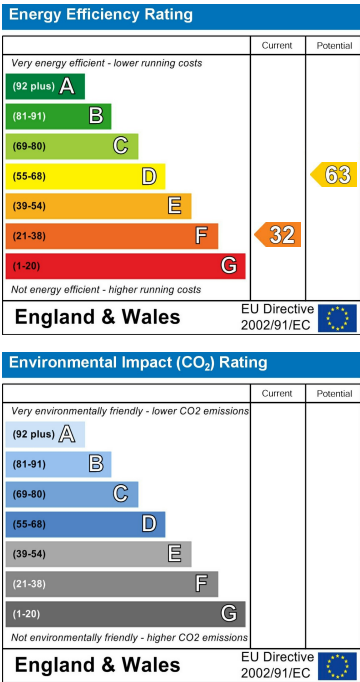 Energy Efficiency Rating
Current Potential
Very energy efficient - lower running costs
(92 plus) A
(81-91) B
(69-80) C
(55-68) D
63
(39-54) E
(21-38) F
32
(1-20) G
Not energy efficient - higher running costs
England & Wales
EU Directive
2002/91/EC
Environmental Impact (CO₂) Rating
Current Potential
Very environmentally friendly - lower CO2 emissions
(92 plus) A
(81-91) B
(69-80) C
(55-68) D
(39-54) E
(21-38) F
(1-20) G
Not environmentally friendly - higher CO2 emissions
England & Wales
EU Directive
2002/91/EC